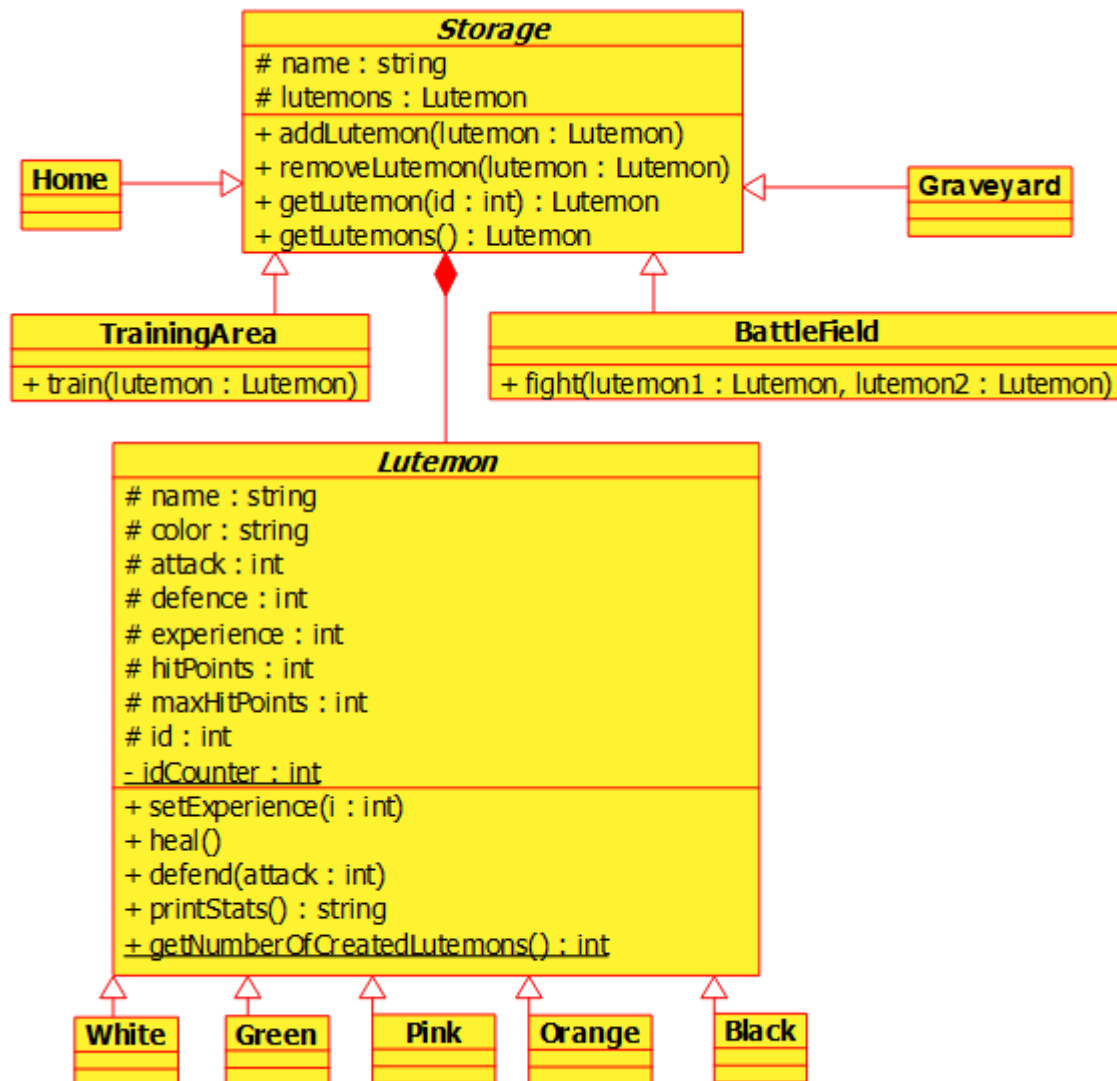 Storage
# name : string
# lutemons : Lutemon
+ addLutemon(lutemon : Lutemon)
+ removeLutemon(lutemon : Lutemon)
+ getLutemon(id : int) : Lutemon
+ getLutemons() : Lutemon
Home
Graveyard
TrainingArea
+ train(lutemon : Lutemon)
BattleField
+ fight(lutemon1 : Lutemon, lutemon2 : Lutemon)
Lutemon
# name : string
# color : string
# attack : int
# defence : int
# experience : int
# hitPoints : int
# maxHitPoints : int
# id : int
- idCounter : int
+ setExperience(i : int)
+ heal()
+ defend(attack : int)
+ printStats() : string
+ getNumberOfCreatedLutemons() : int
White
Green
Pink
Orange
Black